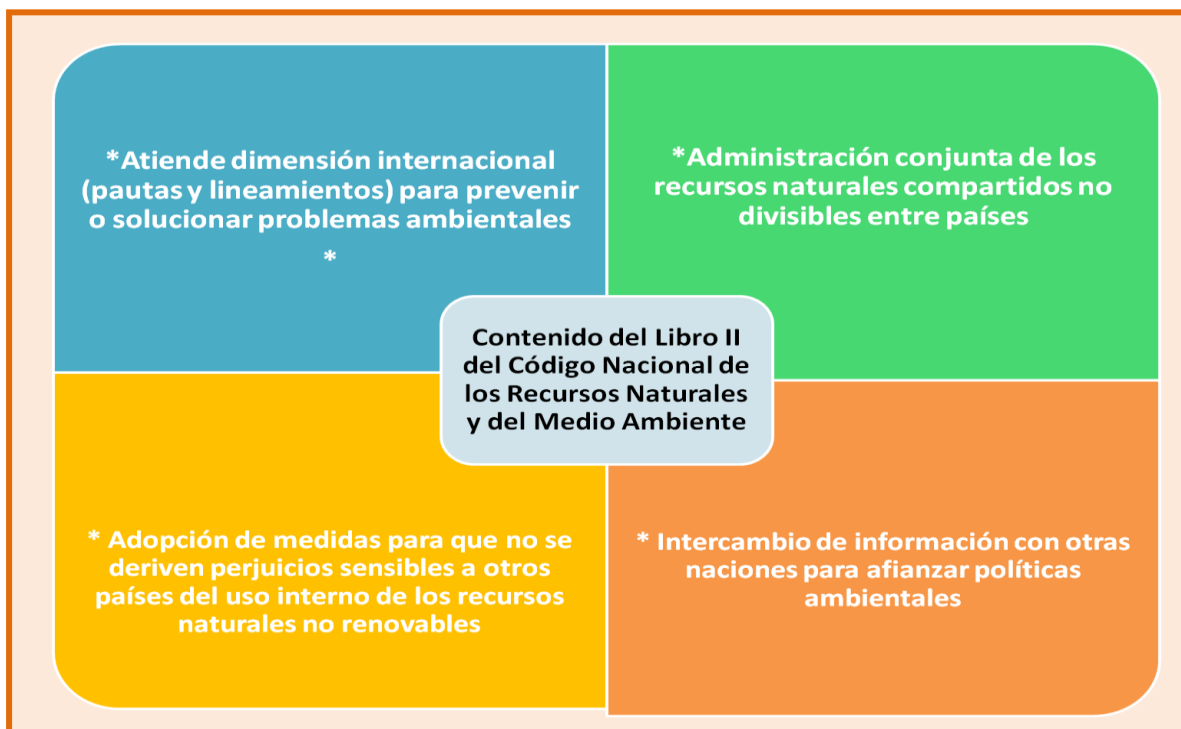 *Atiende dimensión internacional
(pautas y lineamientos) para prevenir
o solucionar problemas ambientales
*
*Administración conjunta de los
recursos naturales compartidos no
divisibles entre países
Contenido del Libro II
del Código Nacional de
los Recursos Naturales
y del Medio Ambiente
* Adopción de medidas para que no se
deriven perjuicios sensibles a otros
países del uso interno de los recursos
naturales no renovables
* Intercambio de información con otras
naciones para afianzar políticas
ambientales